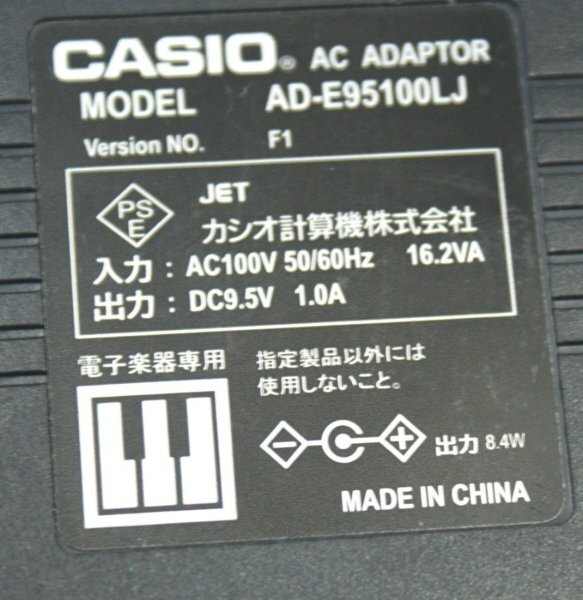 CASIO® AC ADAPTOR
MODEL AD-E95100LJ
Version NO. F1
PSE JET
カシオ計算機株式会社
入力：AC100V 50/60Hz 16.2VA
出力：DC9.5V 1.0A
電子楽器専用
指定製品以外には
使用しないこと。
出力 8.4W
MADE IN CHINA